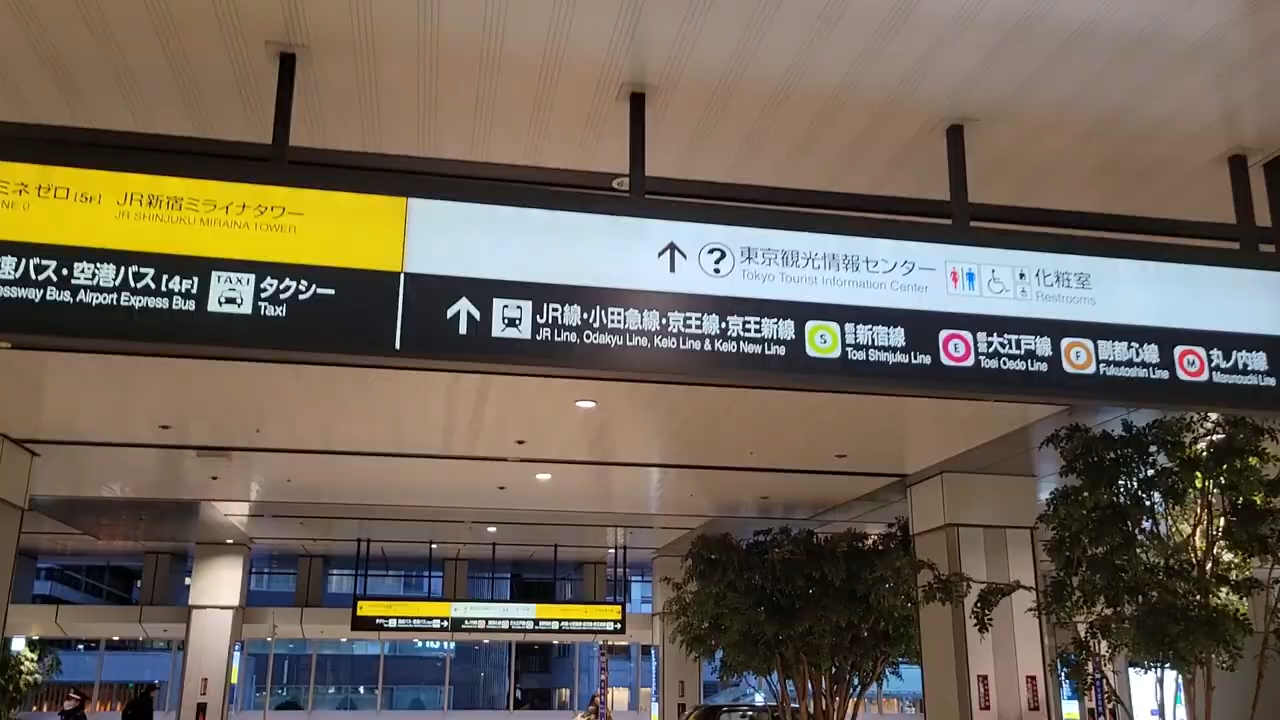 ミネ ゼロ [5F] JR新宿ミライナタワー
NE 0 JR SHINJUKU MIRAINA TOWER
速バス・空港バス [4F] TAXI タクシー
essway Bus, Airport Express Bus Taxi
? 東京観光情報センター 化粧室
Tokyo Tourist Information Center Restrooms
JR線・小田急線・京王線・京王新線 S 都営新宿線 E 都営大江戸線 F 副都心線 M 丸ノ内線
JR Line, Odakyu Line, Keiō Line & Keiō New Line Toei Shinjuku Line Toei Oedo Line Fukutoshin Line Marunouchi Line